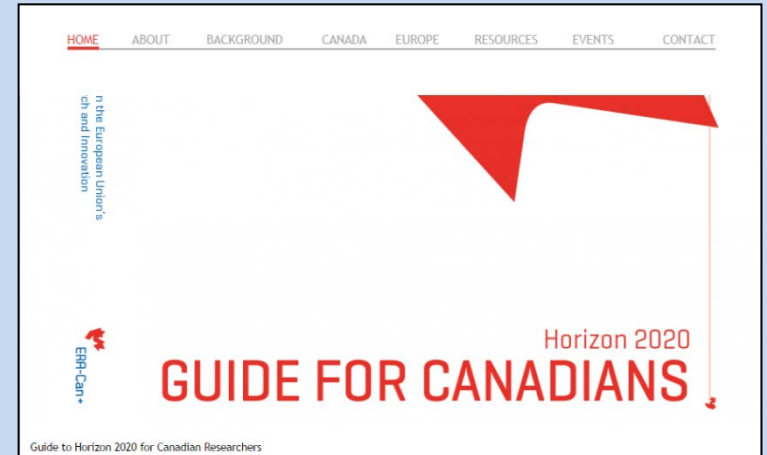 HOME ABOUT BACKGROUND CANADA EUROPE RESOURCES EVENTS CONTACT
n the European Union's
ch and Innovation
ERA-Can+
Horizon 2020
GUIDE FOR CANADIANS
Guide to Horizon 2020 for Canadian Researchers